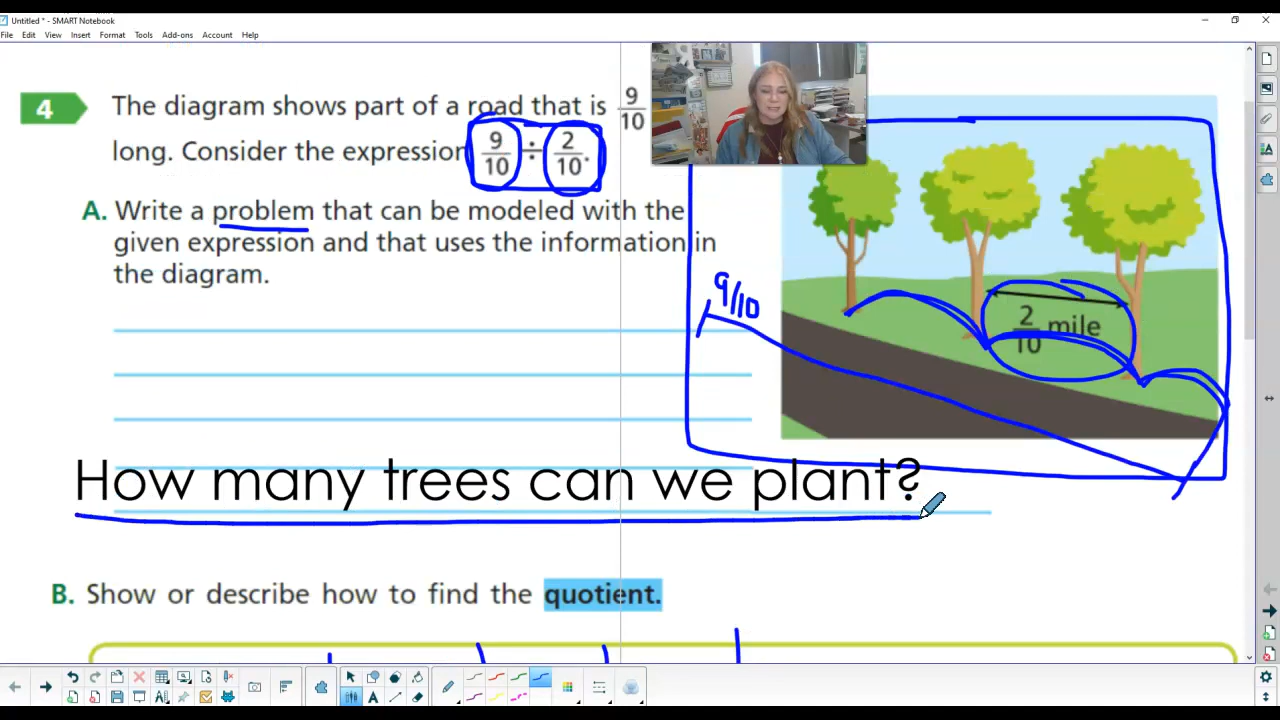 Untitled * - SMART Notebook
File Edit View Insert Format Tools Add-ons Account Help
4
The diagram shows part of a road that is 9/10
long. Consider the expression 9/10 ÷ 2/10.
A. Write a problem that can be modeled with the
given expression and that uses the information in
the diagram.
9/10
2/10 mile
How many trees can we plant?
B. Show or describe how to find the quotient.